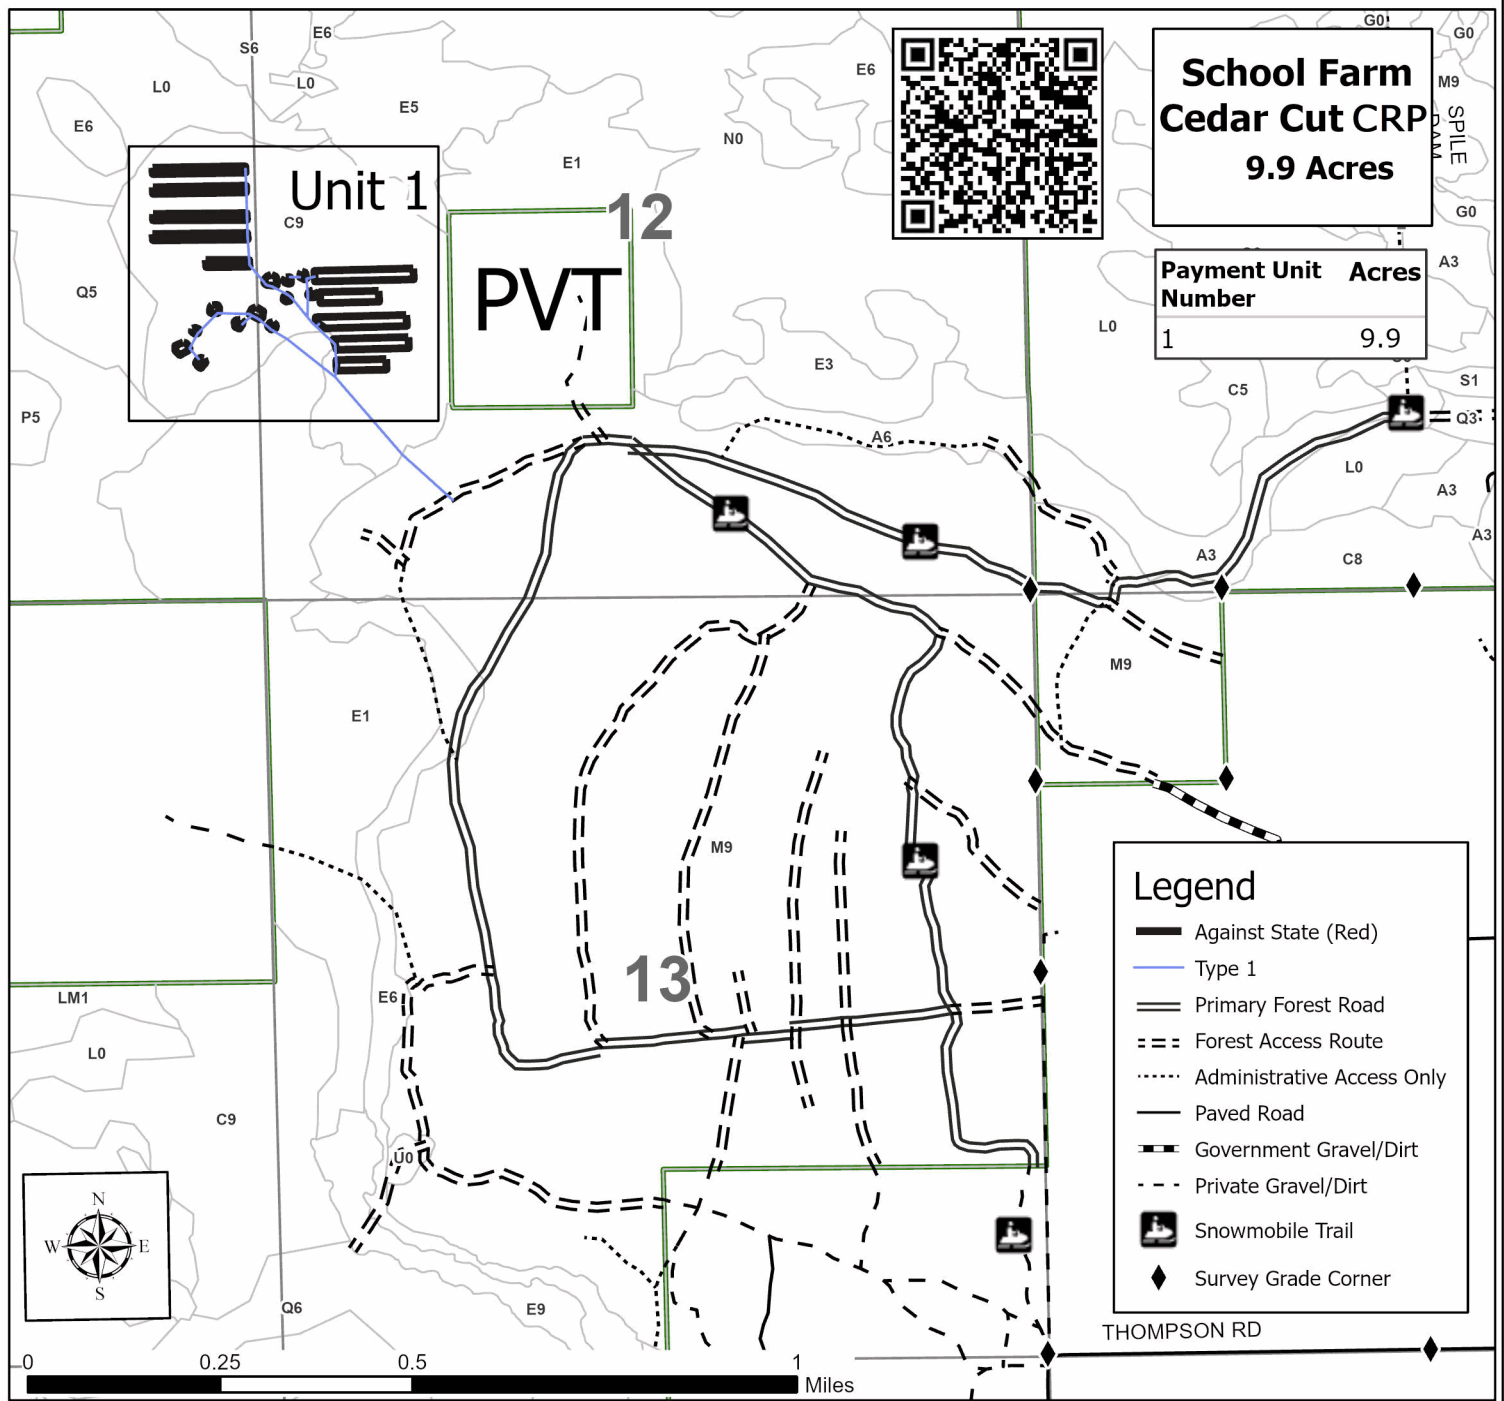 G0
E6
S6
G0
E6
L0
L0
M9
School Farm
Cedar Cut CRP
9.9 Acres
E5
SPILE
DAM
E6
N0
E1
Unit 1
12
C9
G0
PVT
Payment Unit Number
Acres
1
9.9
A3
Q5
L0
E3
S1
C5
P5
Q3
A6
L0
A3
A3
A3
C8
M9
E1
M9
13
LM1
E6
L0
C9
U0
Legend
Against State (Red)
Type 1
Primary Forest Road
Forest Access Route
Administrative Access Only
Paved Road
Government Gravel/Dirt
Private Gravel/Dirt
Snowmobile Trail
Survey Grade Corner
N
W
E
S
Q6
E9
THOMPSON RD
0
0.25
0.5
1
Miles